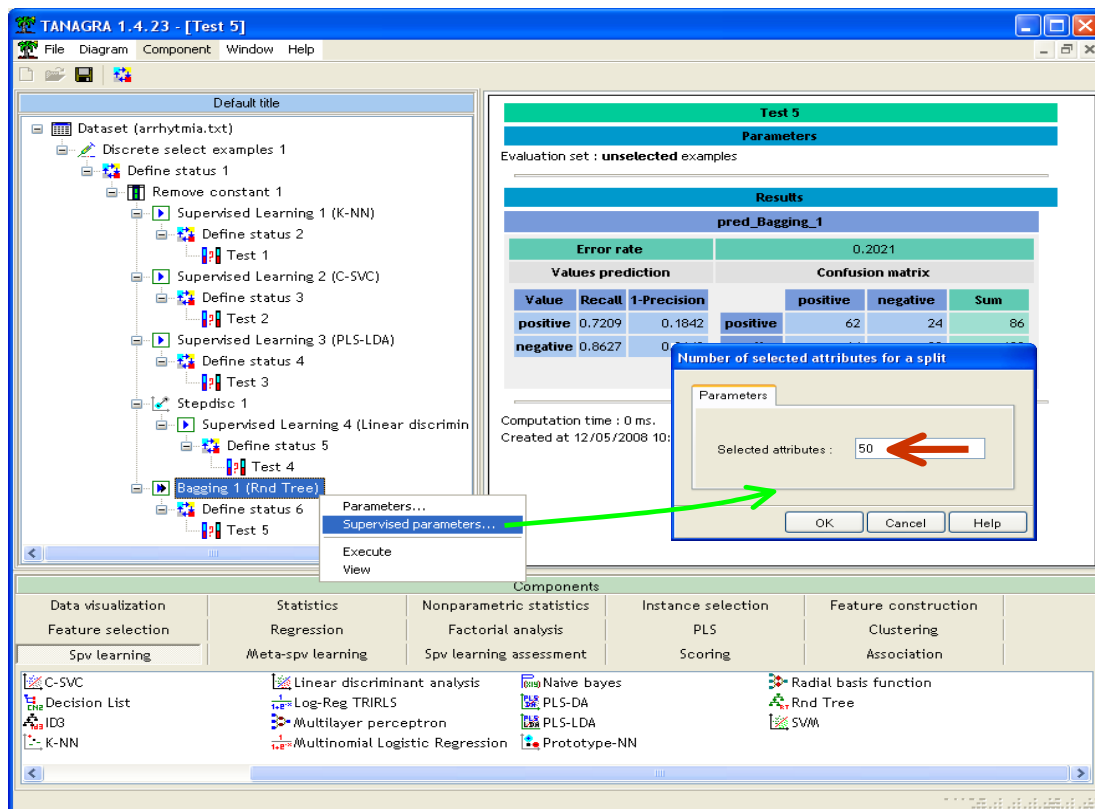 TANAGRA 1.4.23 - [Test 5]
File Diagram Component Window Help
Default title
Dataset (arrhytmia.txt)
Discrete select examples 1
Define status 1
Remove constant 1
Supervised Learning 1 (K-NN)
Define status 2
Test 1
Supervised Learning 2 (C-SVC)
Define status 3
Test 2
Supervised Learning 3 (PLS-LDA)
Define status 4
Test 3
Stepdisc 1
Supervised Learning 4 (Linear discrimin
Define status 5
Test 4
Bagging 1 (Rnd Tree)
Define status 6
Test 5
Parameters...
Supervised parameters...
Execute
View
Test 5
Parameters
Evaluation set : unselected examples
Results
pred_Bagging_1
Error rate 0.2021
Values prediction Confusion matrix
Value Recall 1-Precision positive negative Sum
positive 0.7209 0.1842 positive 62 24 86
negative 0.8627
Computation time : 0 ms.
Created at 12/05/2008 10:
Number of selected attributes for a split
Parameters
Selected attributes : 50
OK Cancel Help
Components
Data visualization Statistics Nonparametric statistics Instance selection Feature construction
Feature selection Regression Factorial analysis PLS Clustering
Spv learning Meta-spv learning Spv learning assessment Scoring Association
C-SVC Linear discriminant analysis Naive bayes Radial basis function
Decision List Log-Reg TRIRLS PLS-DA Rnd Tree
ID3 Multilayer perceptron PLS-LDA SVM
K-NN Multinomial Logistic Regression Prototype-NN